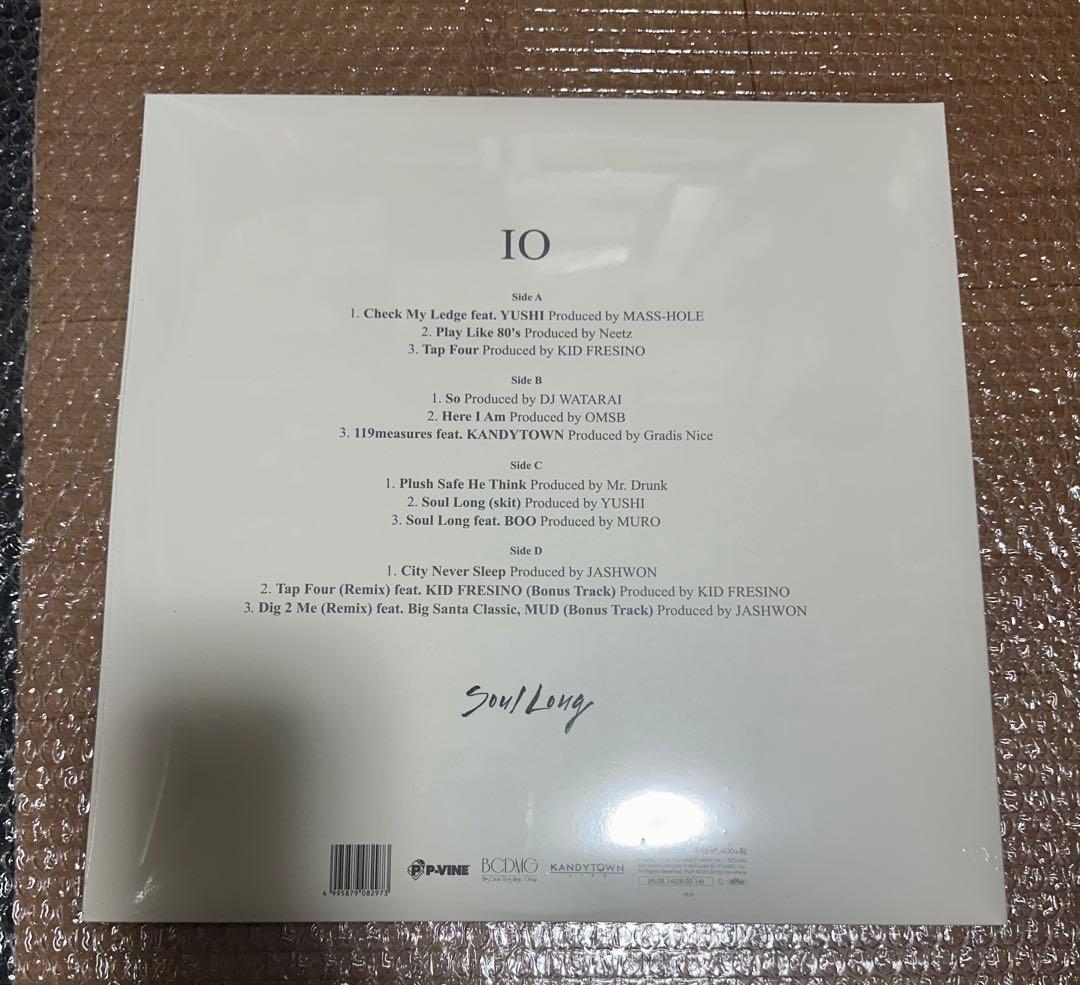 IO
Side A
1. Check My Ledge feat. YUSHI Produced by MASS-HOLE
2. Play Like 80's Produced by Neetz
3. Tap Four Produced by KID FRESINO
Side B
1. So Produced by DJ WATARAI
2. Here I Am Produced by OMSB
3. 119measures feat. KANDYTOWN Produced by Gradis Nice
Side C
1. Plush Safe He Think Produced by Mr. Drunk
2. Soul Long (skit) Produced by YUSHI
3. Soul Long feat. BOO Produced by MURO
Side D
1. City Never Sleep Produced by JASHWON
2. Tap Four (Remix) feat. KID FRESINO (Bonus Track) Produced by KID FRESINO
3. Dig 2 Me (Remix) feat. Big Santa Classic, MUD (Bonus Track) Produced by JASHWON
Soul Long
4 995879 082973
P-VINE
BCDMG
KANDYTOWN
LIFE